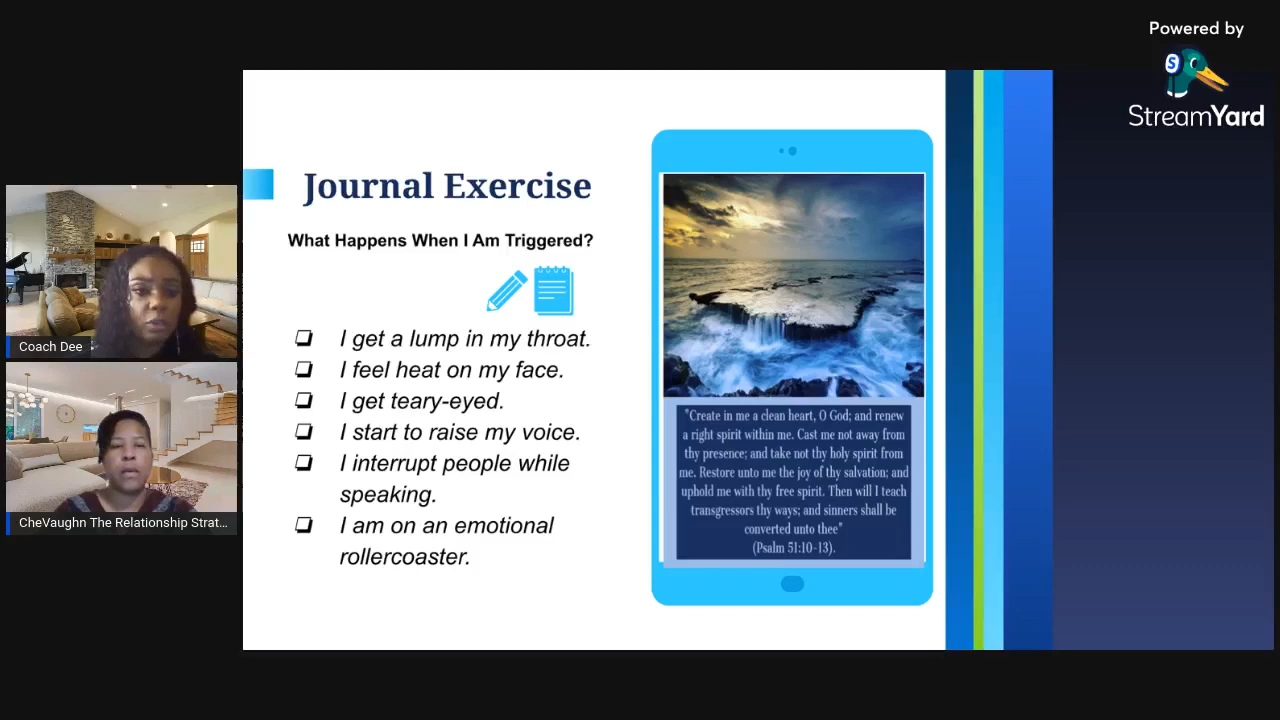 Powered by
S
StreamYard
Journal Exercise
What Happens When I Am Triggered?
❏ I get a lump in my throat.
❏ I feel heat on my face.
❏ I get teary-eyed.
❏ I start to raise my voice.
❏ I interrupt people while
speaking.
❏ I am on an emotional
rollercoaster.
"Create in me a clean heart, O God; and renew
a right spirit within me. Cast me not away from
thy presence; and take not thy holy spirit from
me. Restore unto me the joy of thy salvation; and
uphold me with thy free spirit. Then will I teach
transgressors thy ways; and sinners shall be
converted unto thee"
(Psalm 51:10-13).
Coach Dee
CheVaughn The Relationship Strat...